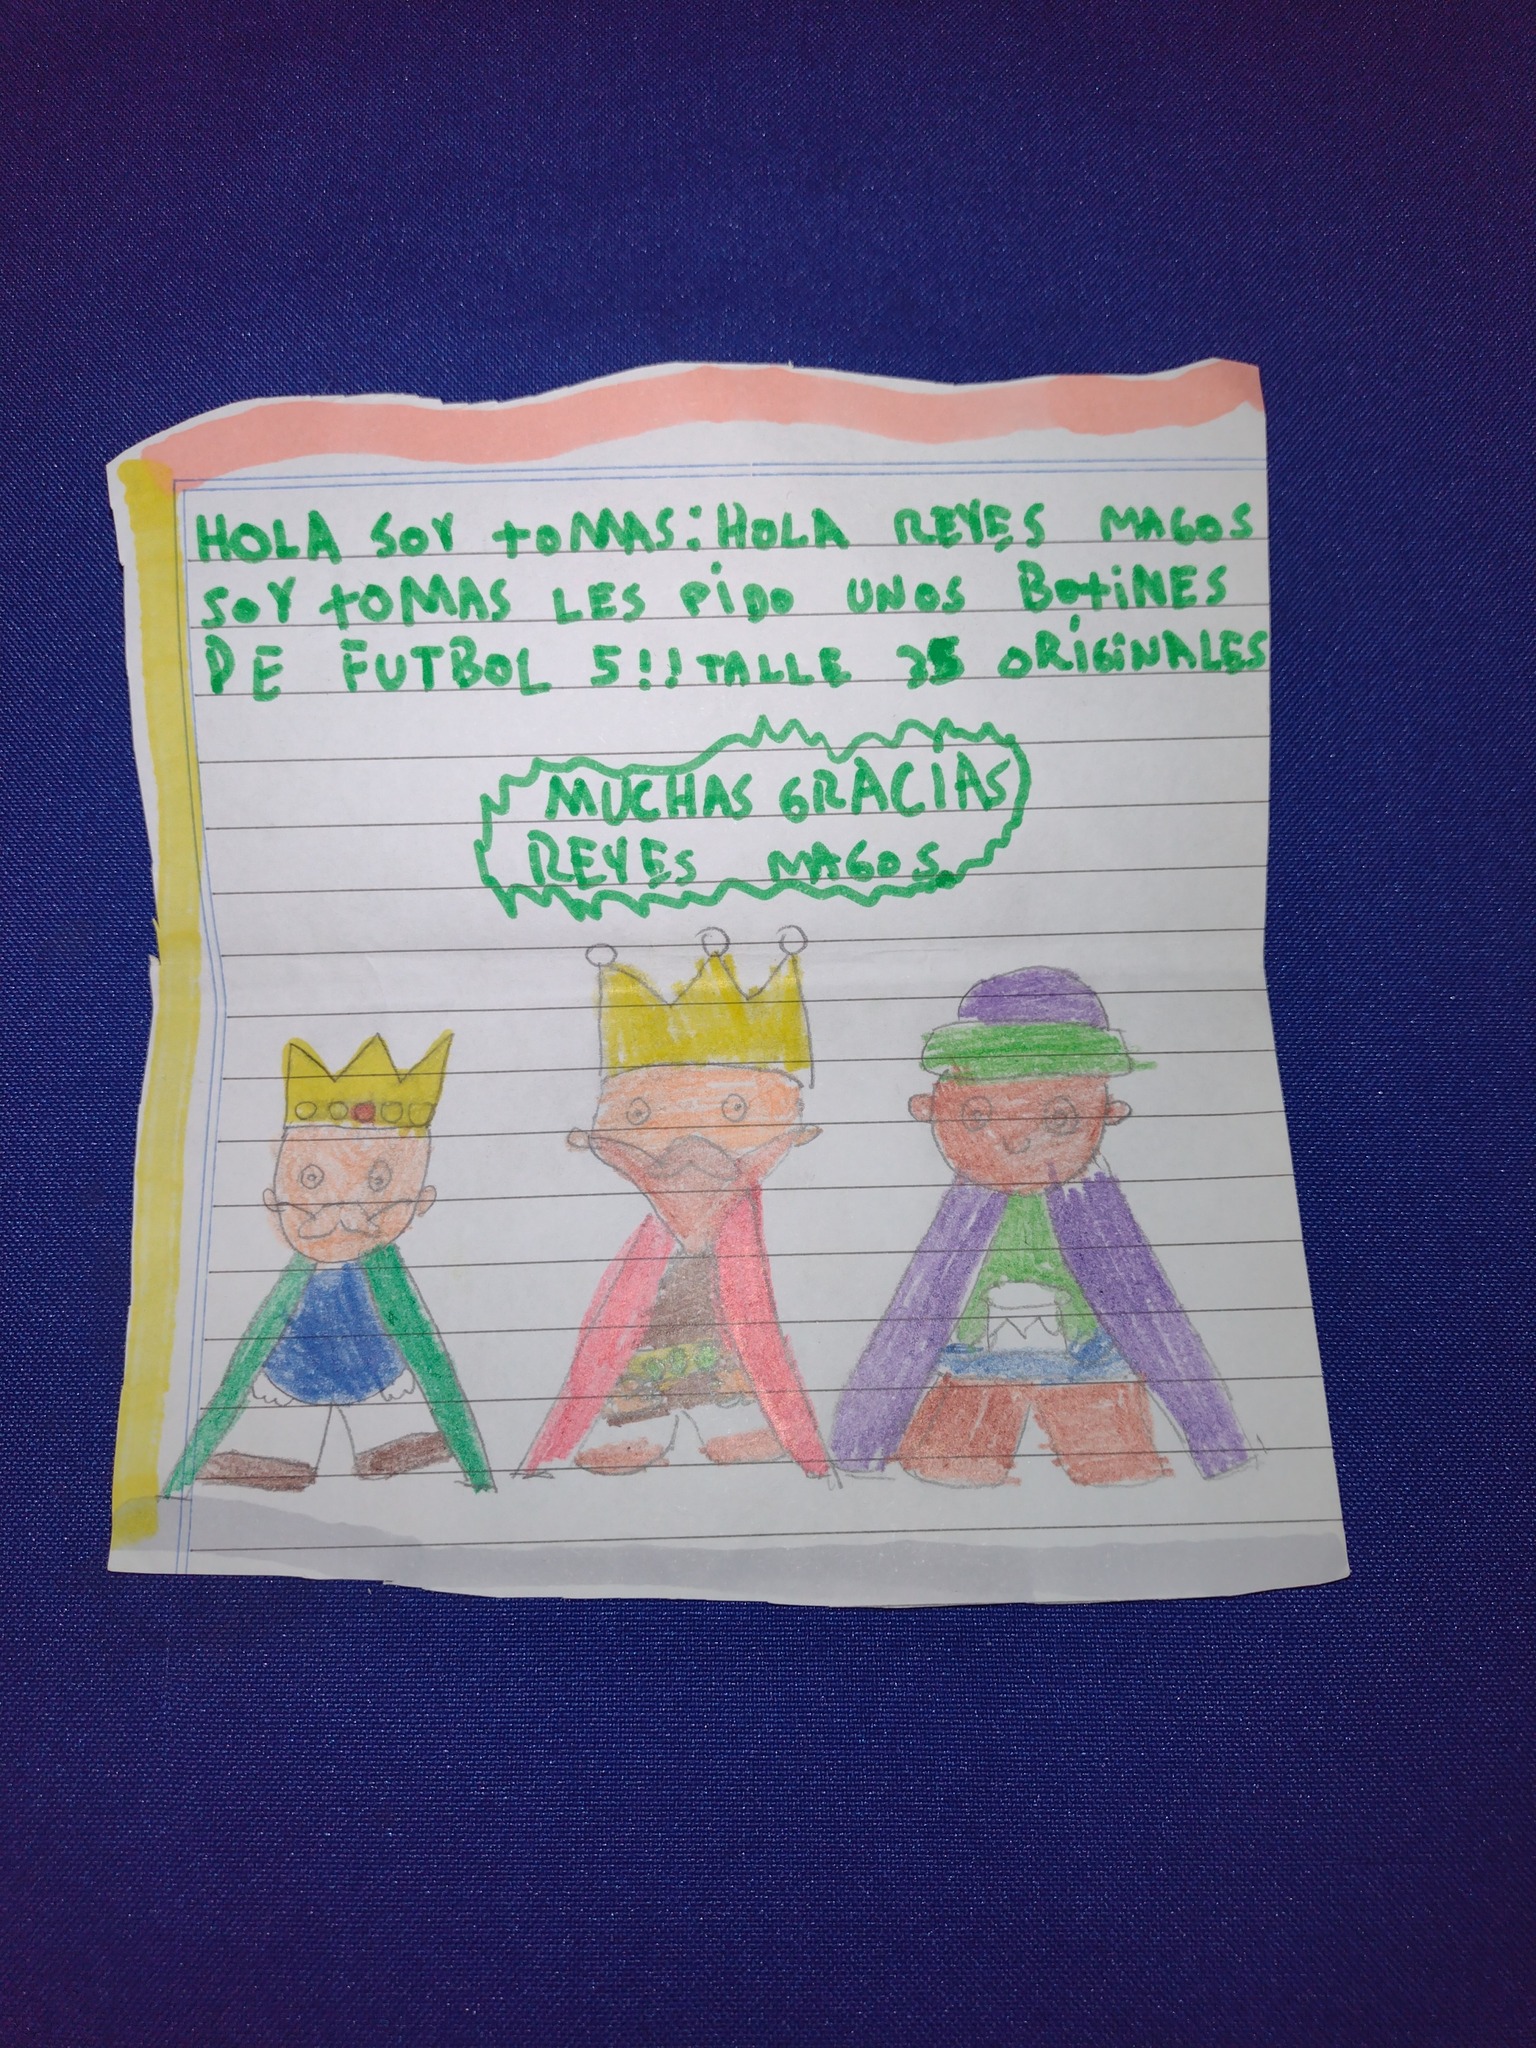 HOLA SOY tOMAS: HOLA REYES MAGOS
SOY tOMAS LES PIDO UNOS BOtiNES
DE FUTBOL 5!! TALLE 35 ORIGINALES
MUCHAS GRACIAS
REYES MAGOS.